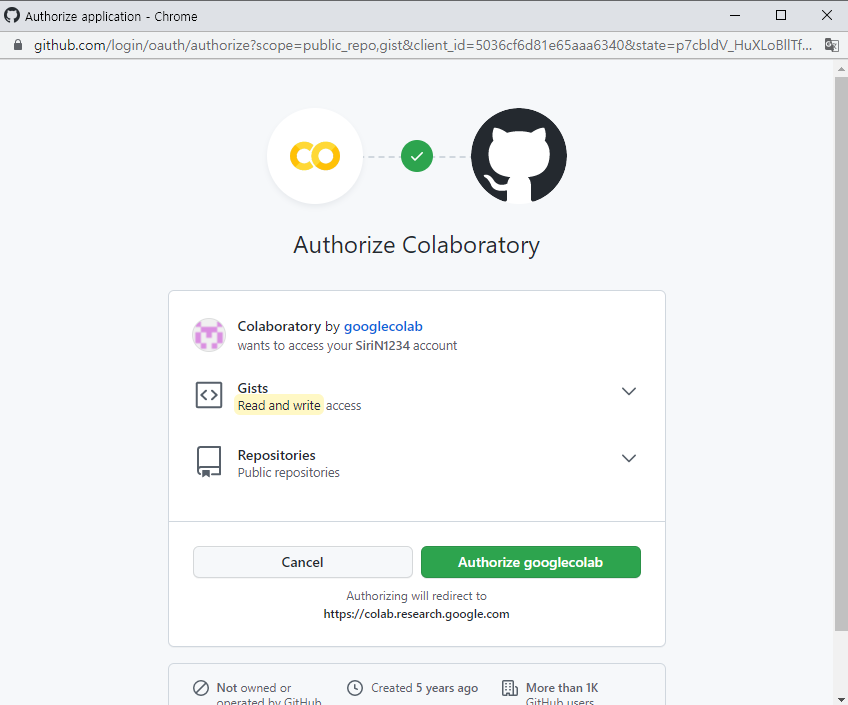 Authorize application - Chrome
github.com/login/oauth/authorize?scope=public_repo,gist&client_id=5036cf6d81e65aaa6340&state=p7cbldV_HuXLoBllTf...
Authorize Colaboratory
Colaboratory by googlecolab
wants to access your SiriN1234 account
Gists
Read and write access
Repositories
Public repositories
Cancel
Authorize googlecolab
Authorizing will redirect to
https://colab.research.google.com
Not owned or
operated by GitHub
Created 5 years ago
More than 1K
GitHub users